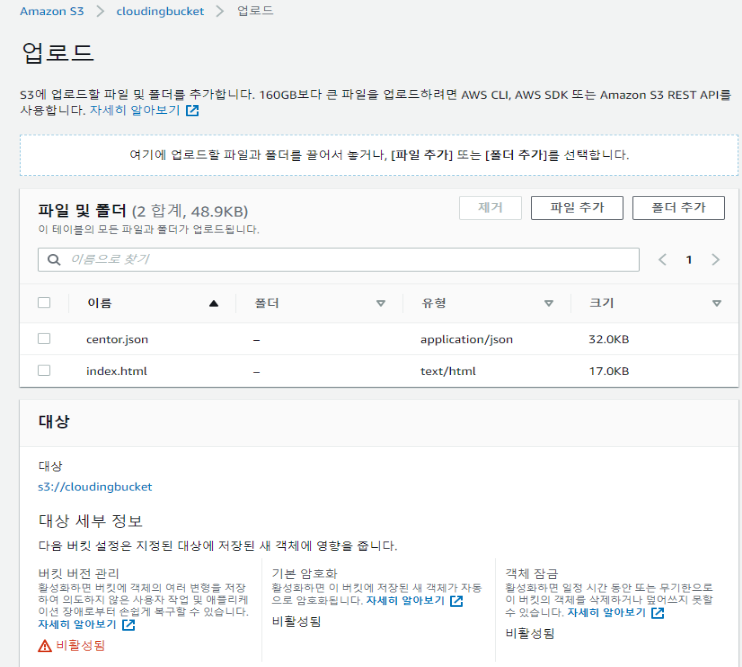 Amazon S3 > cloudingbucket > 업로드
업로드
S3에 업로드할 파일 및 폴더를 추가합니다. 160GB보다 큰 파일을 업로드하려면 AWS CLI, AWS SDK 또는 Amazon S3 REST API를
사용합니다. 자세히 알아보기
여기에 업로드할 파일과 폴더를 끌어서 놓거나, [파일 추가] 또는 [폴더 추가]를 선택합니다.
파일 및 폴더 (2 합계, 48.9KB)
제거 파일 추가 폴더 추가
이 테이블의 모든 파일과 폴더가 업로드됩니다.
이름으로 찾기
1
이름 폴더 유형 크기
centor.json – application/json 32.0KB
index.html – text/html 17.0KB
대상
대상
s3://cloudingbucket
대상 세부 정보
다음 버킷 설정은 지정된 대상에 저장된 새 객체에 영향을 줍니다.
버킷 버전 관리
활성화하면 버킷에 객체의 여러 변형을 저장
하여 의도하지 않은 사용자 작업 및 애플리케
이션 장애로부터 손쉽게 복구할 수 있습니다.
자세히 알아보기
비활성됨
기본 암호화
활성화하면 이 버킷에 저장된 새 객체가 자동
으로 암호화됩니다. 자세히 알아보기
비활성됨
객체 잠금
활성화하면 일정 시간 동안 또는 무기한으로
이 버킷의 객체를 삭제하거나 덮어쓰지 못할
수 있습니다. 자세히 알아보기
비활성됨